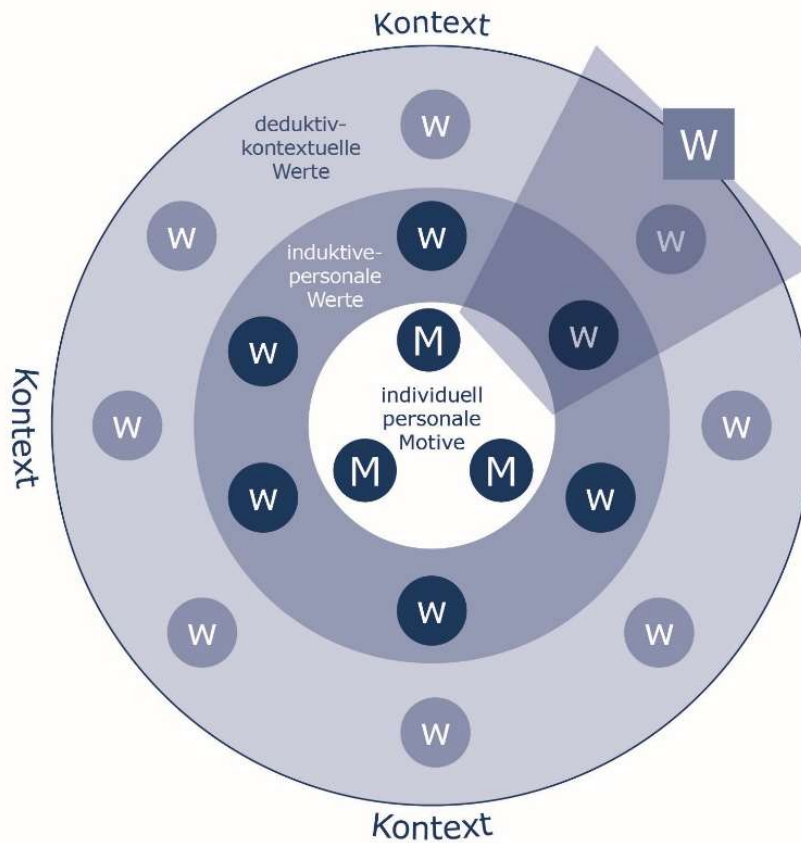 Kontext
w
deduktiv-
kontextuelle
Werte
W
w
w
w
induktive-
personale
Werte
w
M
w
individuell
personale
Motive
Kontext
w
w
M
M
w
w
w
w
w
w
Kontext